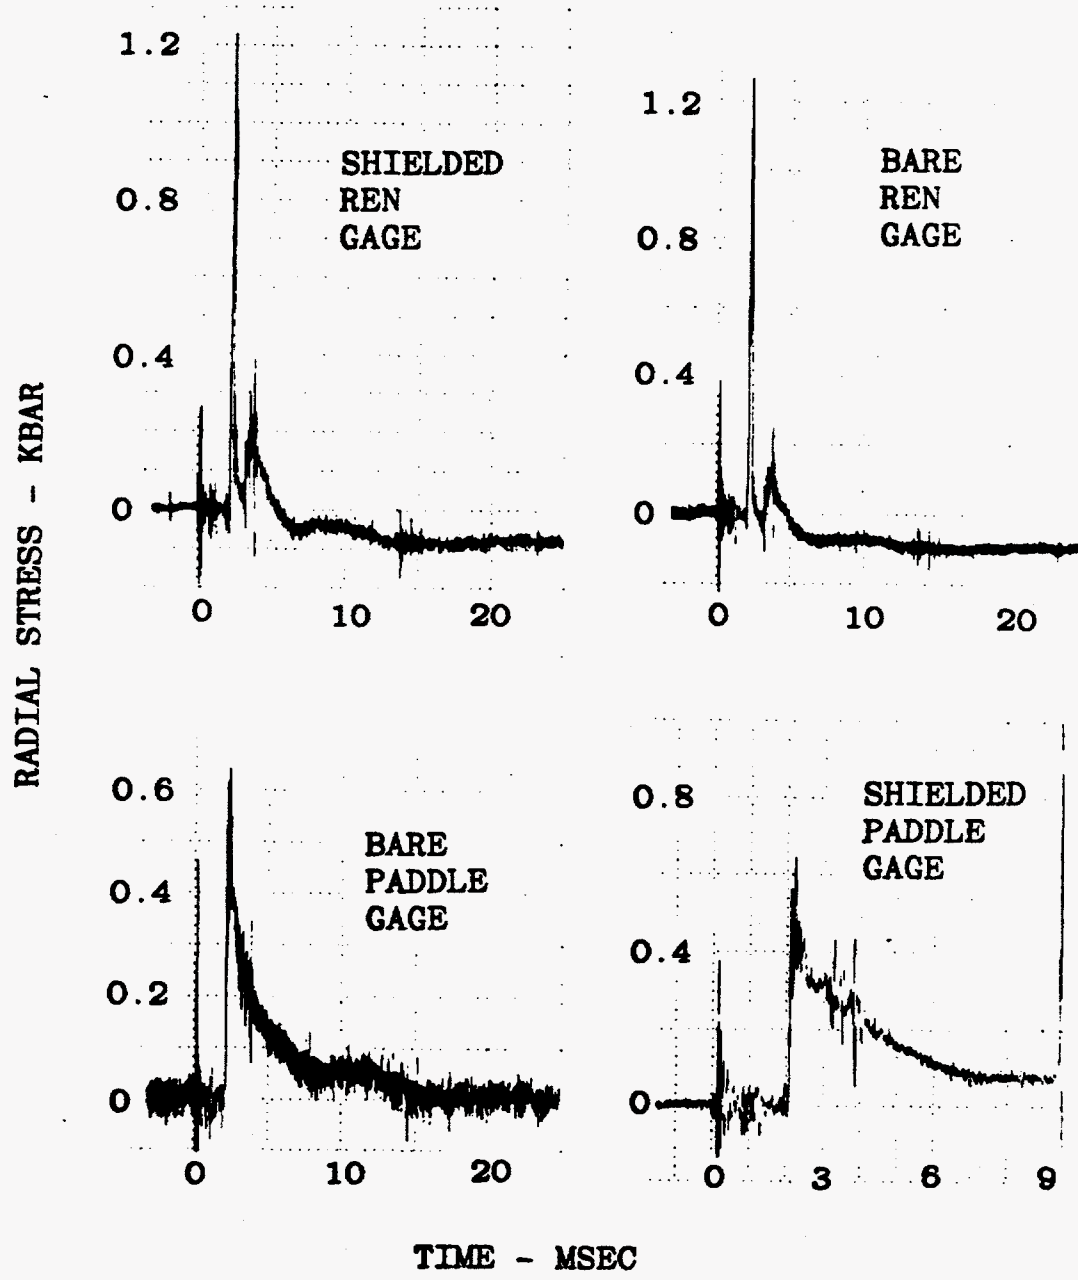 1.2
0.8
0.4
0
SHIELDED
REN
GAGE
0 10 20
1.2
0.8
0.4
0
BARE
REN
GAGE
0 10 20
RADIAL STRESS - KBAR
0.6
0.4
0.2
0
BARE
PADDLE
GAGE
0 10 20
0.8
0.4
0
SHIELDED
PADDLE
GAGE
0 3 6 9
TIME - MSEC